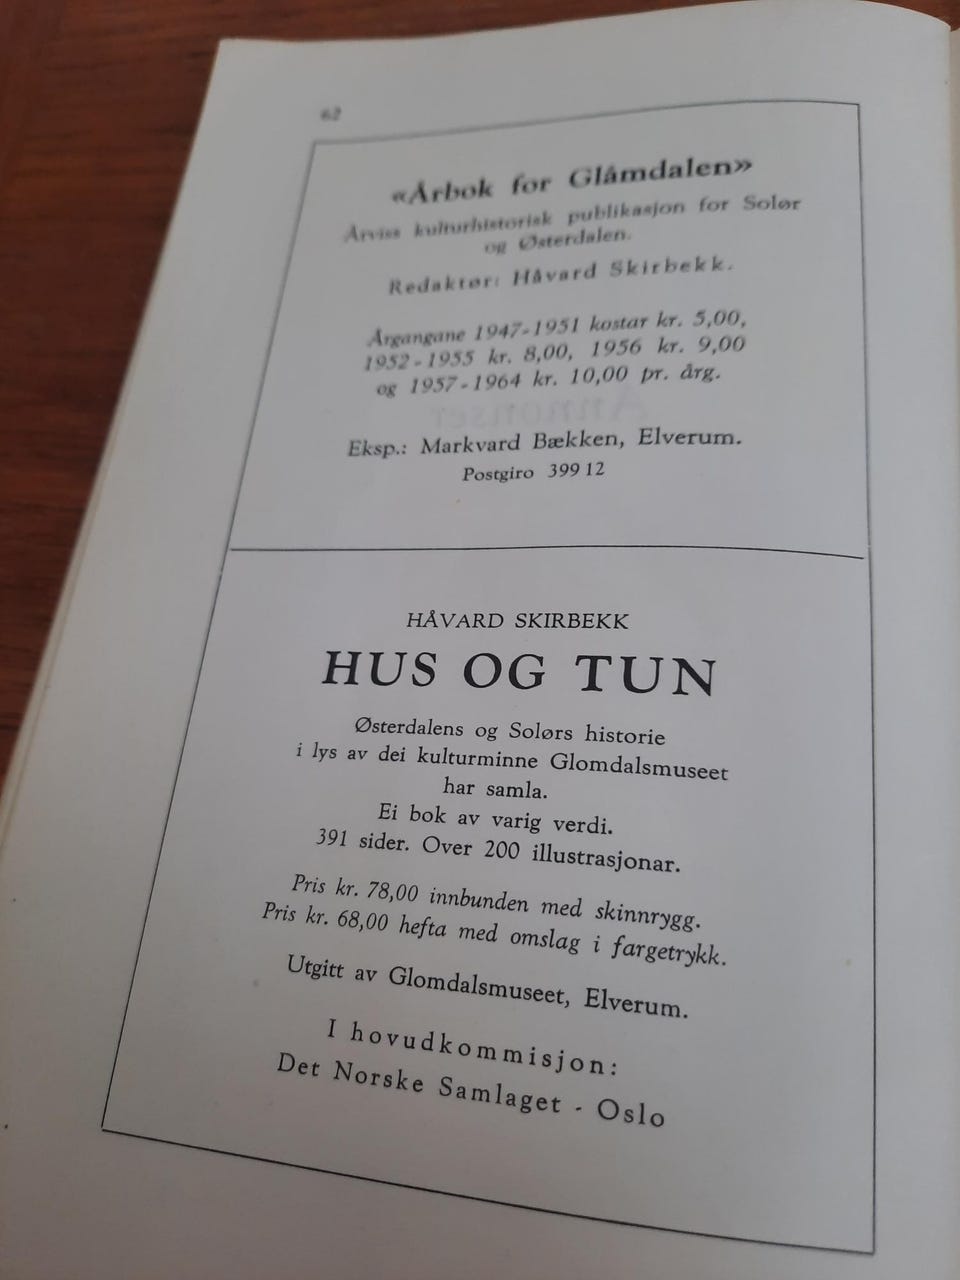 62
«Årbok for Glåmdalen»
Årviss kulturhistorisk publikasjon for Solør
og Østerdalen.
Redaktør: Håvard Skirbekk.
Årgangane 1947-1951 kostar kr. 5,00,
1952-1955 kr. 8,00, 1956 kr. 9,00
og 1957-1964 kr. 10,00 pr. årg.
Eksp.: Markvard Bækken, Elverum.
Postgiro 399 12
HÅVARD SKIRBEKK
HUS OG TUN
Østerdalens og Solørs historie
i lys av dei kulturminne Glomdalsmuseet
har samla.
Ei bok av varig verdi.
391 sider. Over 200 illustrasjonar.
Pris kr. 78,00 innbunden med skinnrygg.
Pris kr. 68,00 hefta med omslag i fargetrykk.
Utgitt av Glomdalsmuseet, Elverum.
I hovudkommisjon:
Det Norske Samlaget - Oslo